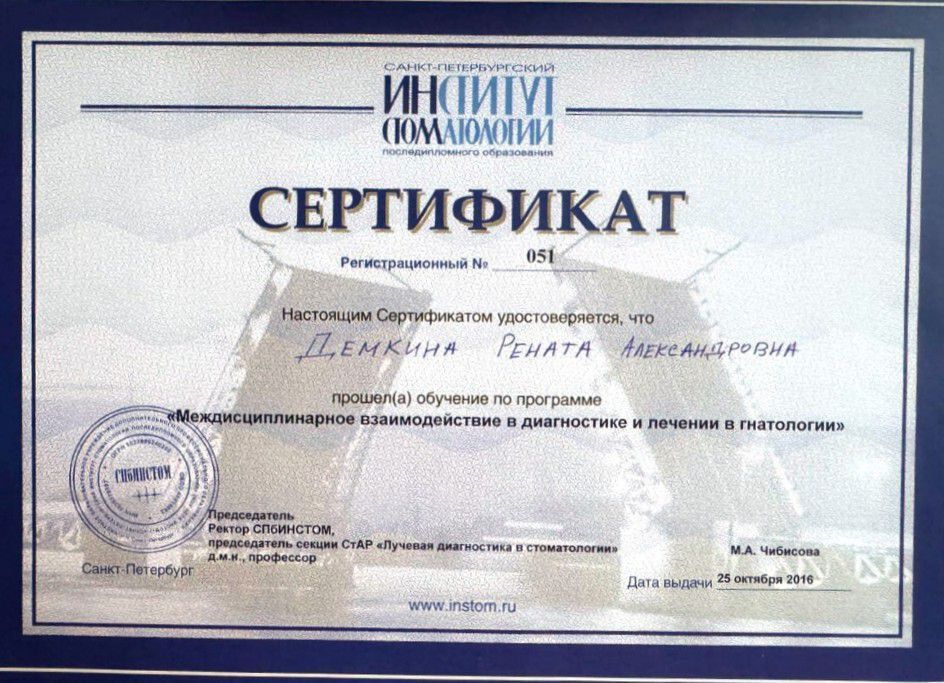 САНКТ-ПЕТЕРБУРГСКИЙ
ИНСТИТУТ
СТОМАТОЛОГИИ
последипломного образования
СЕРТИФИКАТ
Регистрационный № 051
Настоящим Сертификатом удостоверяется, что
ДЕМКИНА РЕНАТА АЛЕКСАНДРОВНА
прошел(а) обучение по программе
«Междисциплинарное взаимодействие в диагностике и лечении в гнатологии»
СПбИНСТОМ
Председатель
Ректор СПбИНСТОМ,
председатель секции СтАР «Лучевая диагностика в стоматологии»
д.м.н., профессор
М.А. Чибисова
Санкт-Петербург
Дата выдачи 25 октября 2016
www.instom.ru